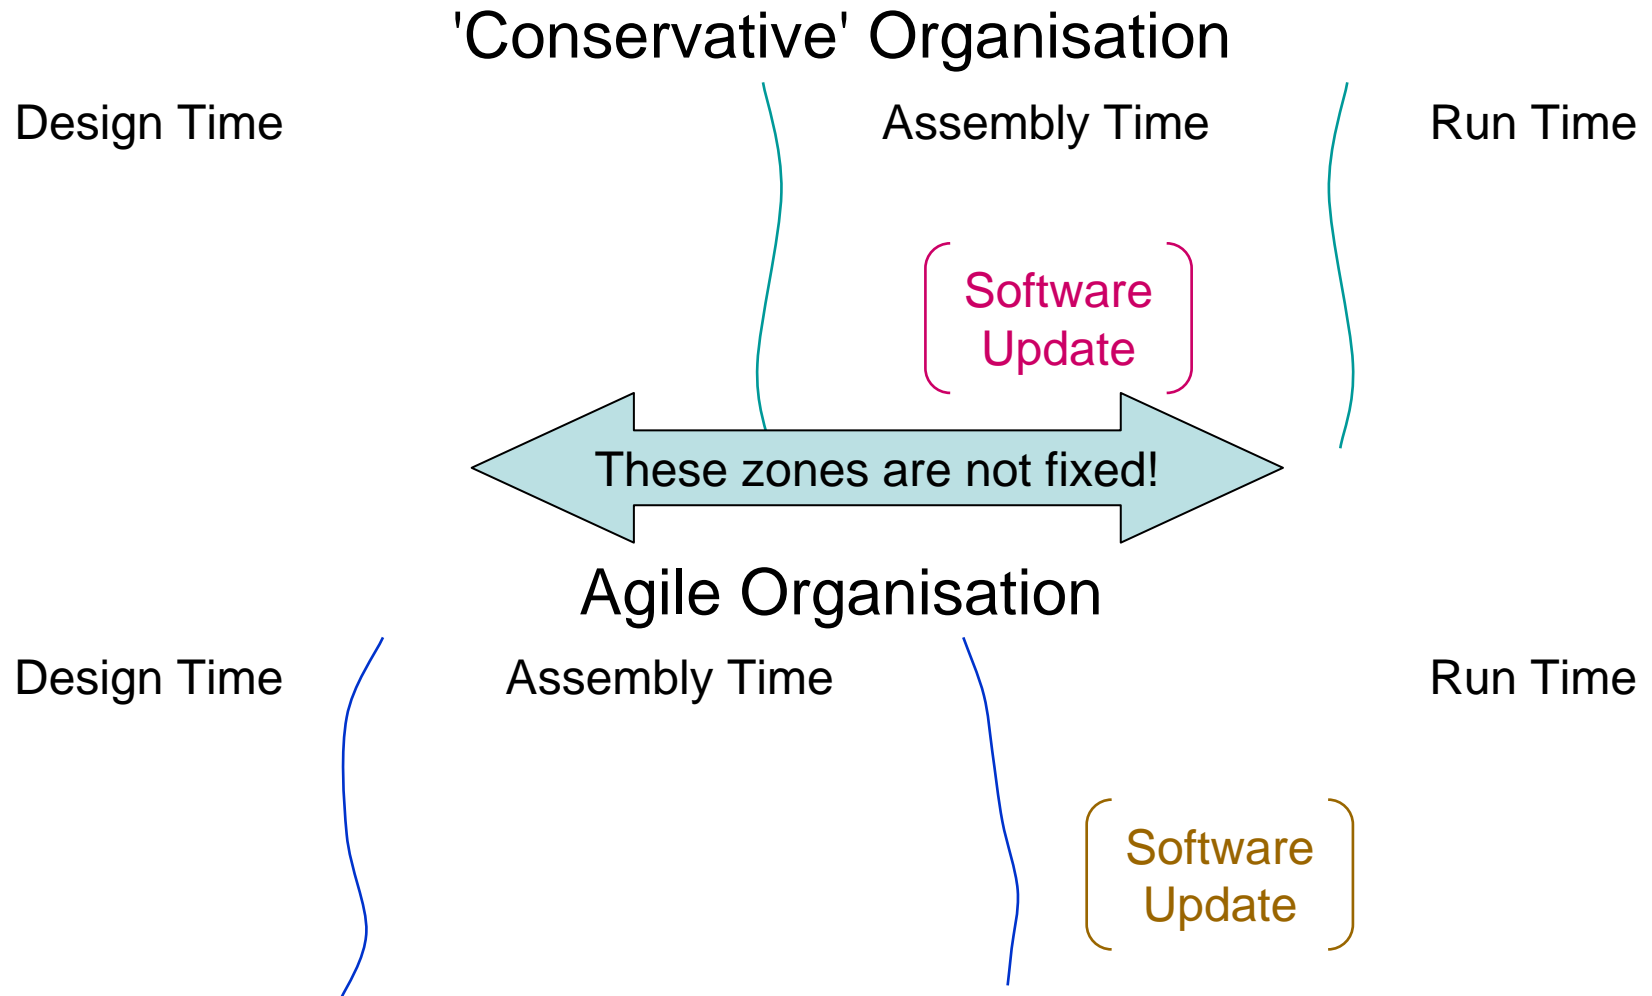 'Conservative' Organisation
Design Time
Assembly Time
Run Time
Software
Update
These zones are not fixed!
Agile Organisation
Design Time
Assembly Time
Run Time
Software
Update